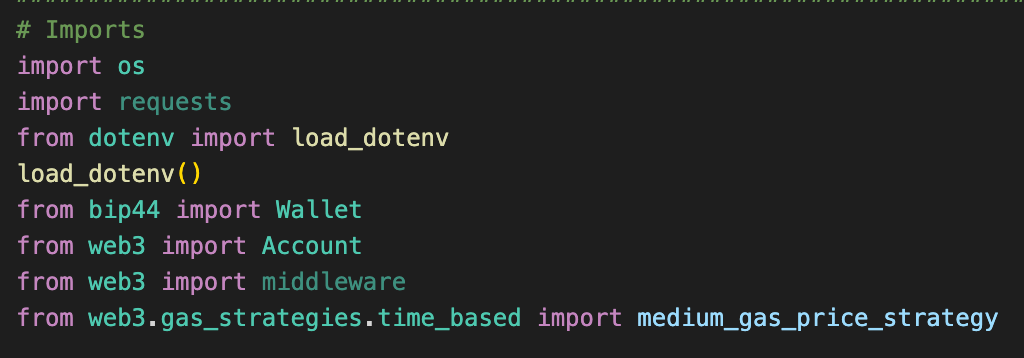 # Imports
import os
import requests
from dotenv import load_dotenv
load_dotenv()
from bip44 import Wallet
from web3 import Account
from web3 import middleware
from web3.gas_strategies.time_based import medium_gas_price_strategy